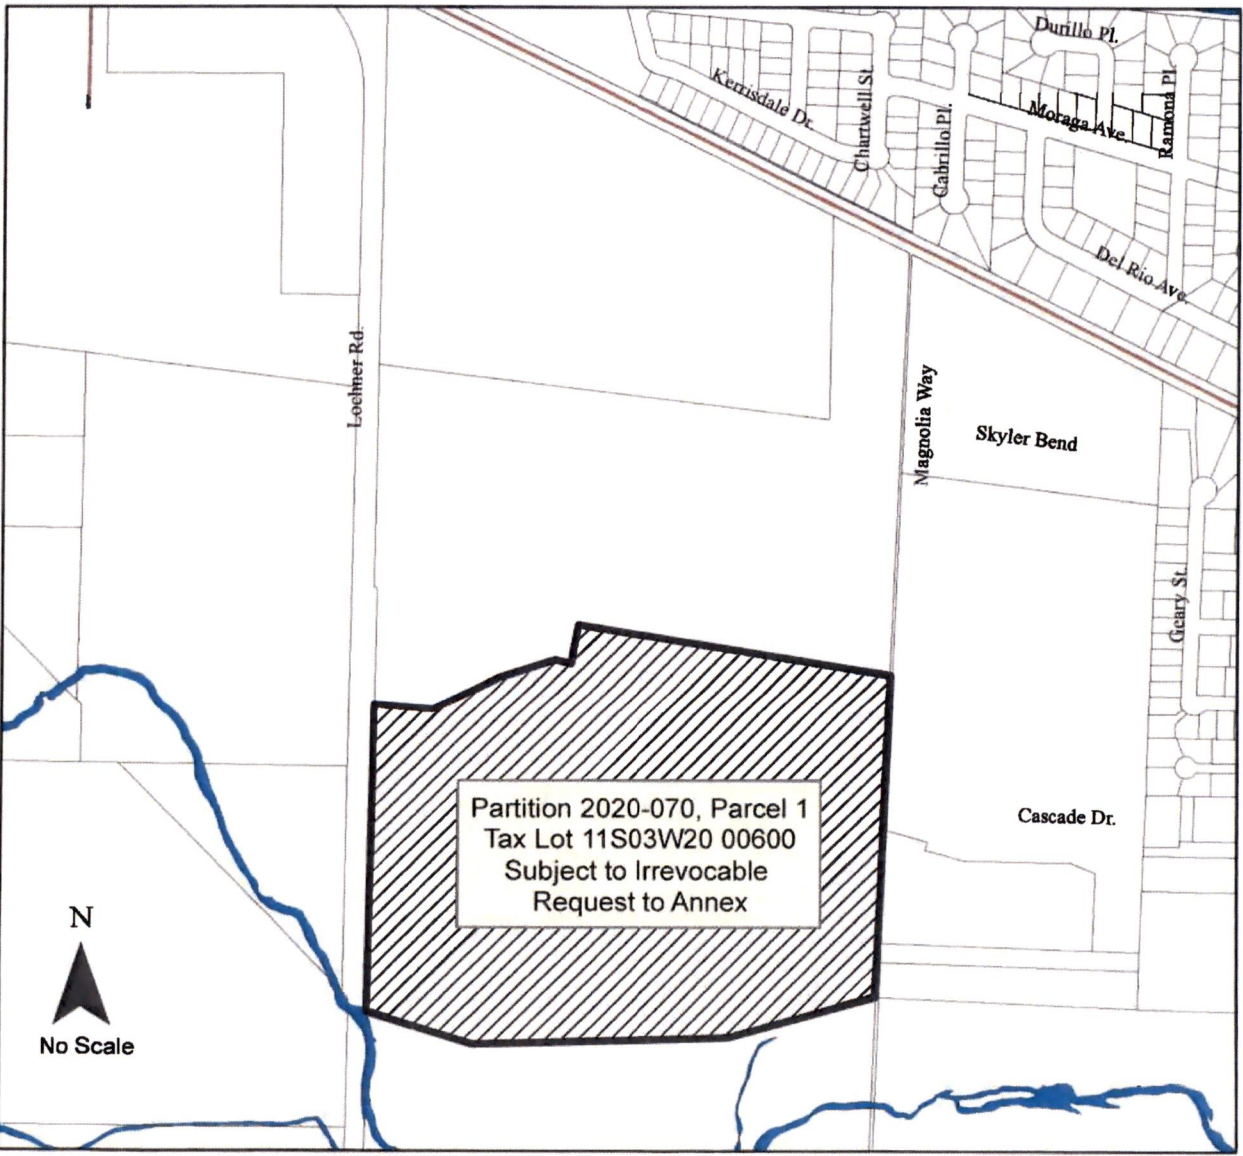 Durillo Pl.
Kerrisdale Dr.
Chartwell St.
Cabrillo Pl.
Moraga Ave.
Ramona Pl.
Del Rio Ave.
Lochner Rd.
Magnolia Way
Skyler Bend
Geary St.
Partition 2020-070, Parcel 1
Tax Lot 11S03W20 00600
Subject to Irrevocable
Request to Annex
Cascade Dr.
N
No Scale